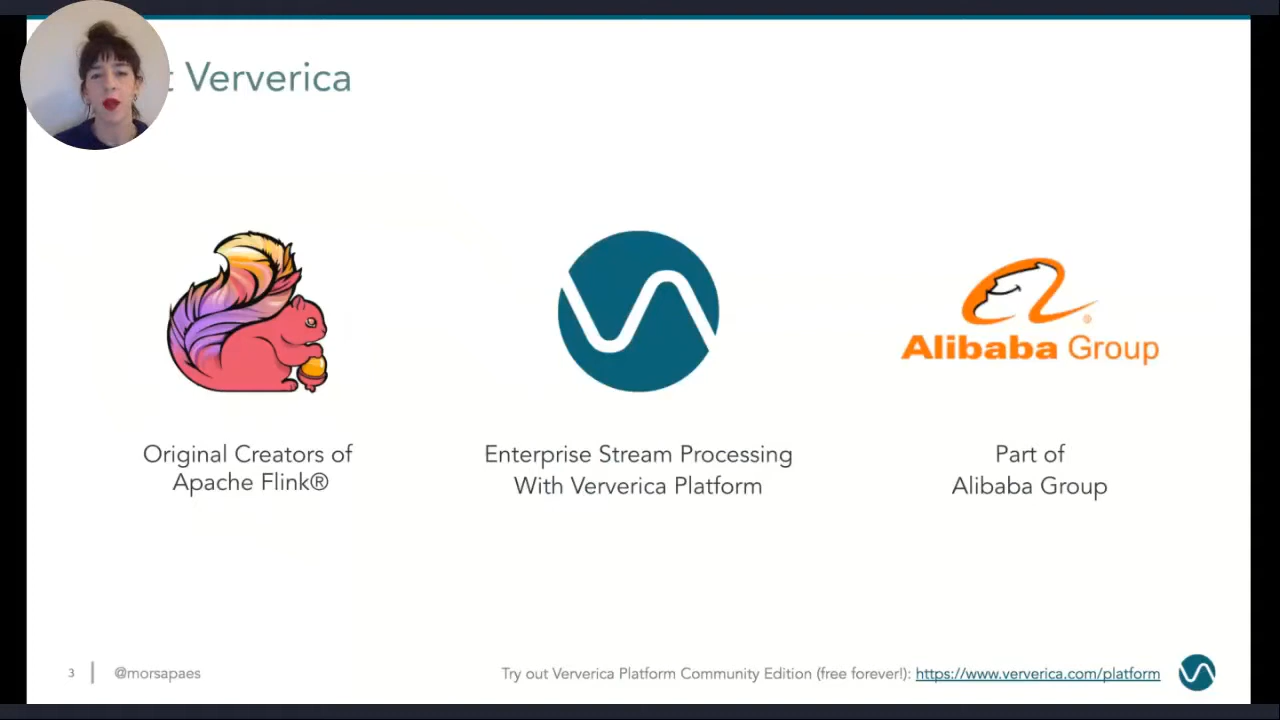 t Ververica
Alibaba Group
Original Creators of
Apache Flink®
Enterprise Stream Processing
With Ververica Platform
Part of
Alibaba Group
3
@morsapaes
Try out Ververica Platform Community Edition (free forever!): https://www.ververica.com/platform